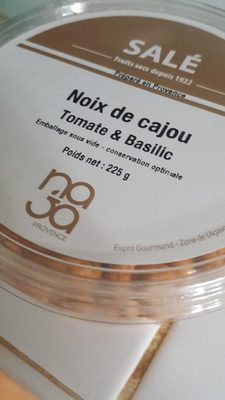 SALÉ
Fruits secs depuis 1922
Préparé en Provence
Noix de cajou
Tomate & Basilic
Emballage sous vide - conservation optimale
Poids net : 225 g
naja
PROVENCE
Esprit Gourmand - Zone de l'Agav